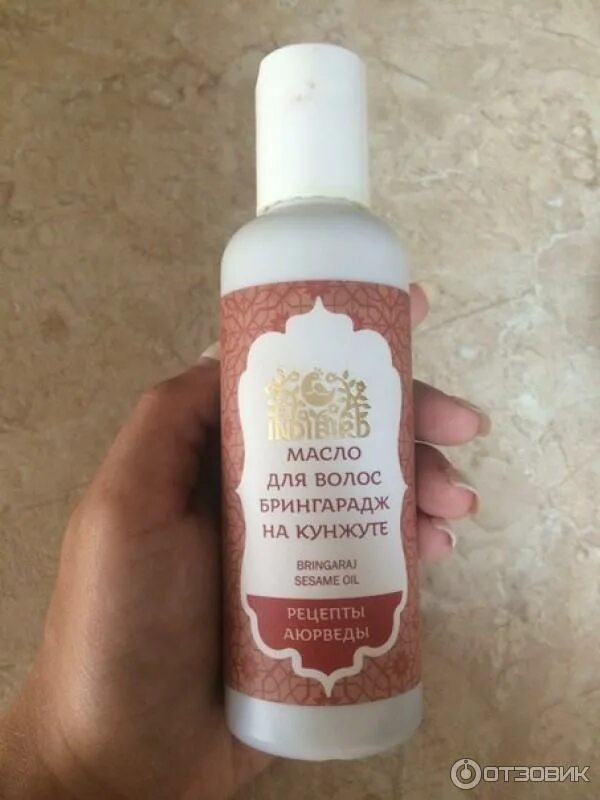 INDIBIRD
МАСЛО
ДЛЯ ВОЛОС
БРИНГАРАДЖ
НА КУНЖУТЕ
BRINGARAJ
SESAME OIL
РЕЦЕПТЫ
АЮРВЕДЫ
ОТЗОВИК